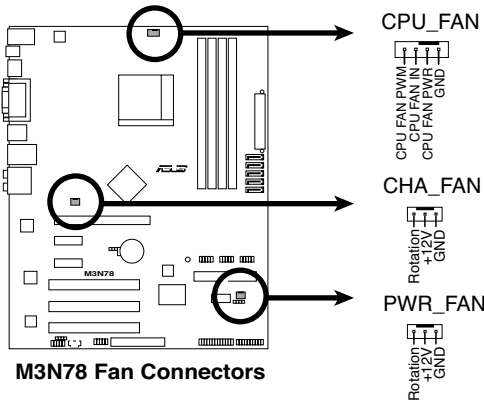 CPU_FAN
CPU FAN PWM
CPU FAN IN
CPU FAN PWR
GND
ASUS
CHA_FAN
Rotation
+12V
GND
M3N78
PWR_FAN
Rotation
+12V
GND
M3N78 Fan Connectors